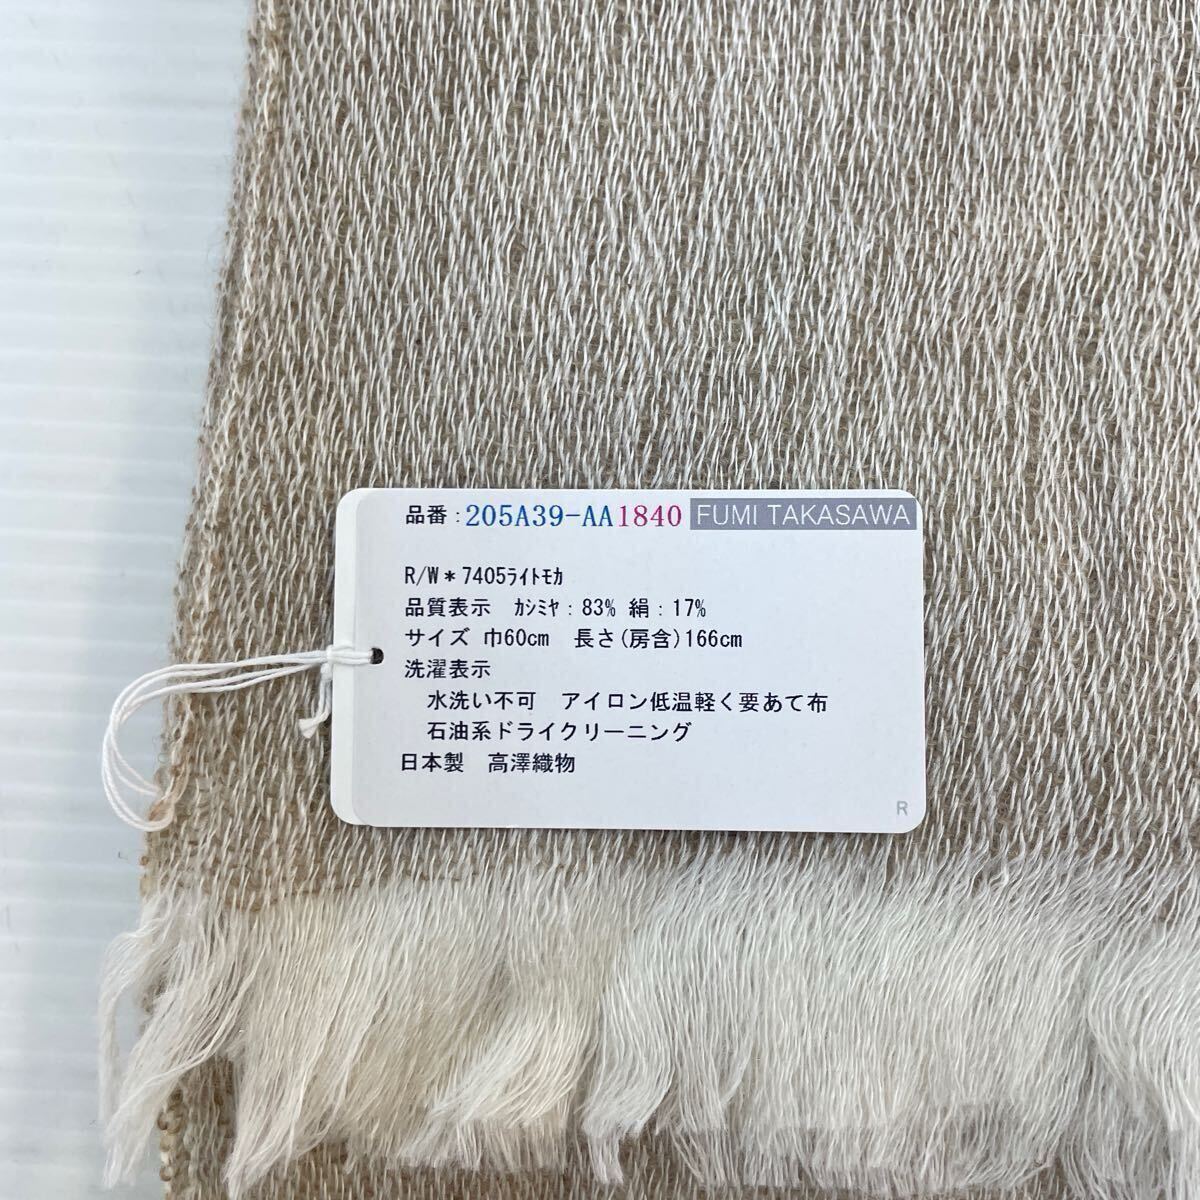 品番：205A39-AA1840 FUMI TAKASAWA
R/W＊7405ﾗｲﾄﾓｶ
品質表示　ｶｼﾐﾔ：83% 絹：17%
サイズ 巾60cm　長さ(房含)166cm
洗濯表示
水洗い不可　アイロン低温軽く要あて布
石油系ドライクリーニング
日本製　高澤織物
R